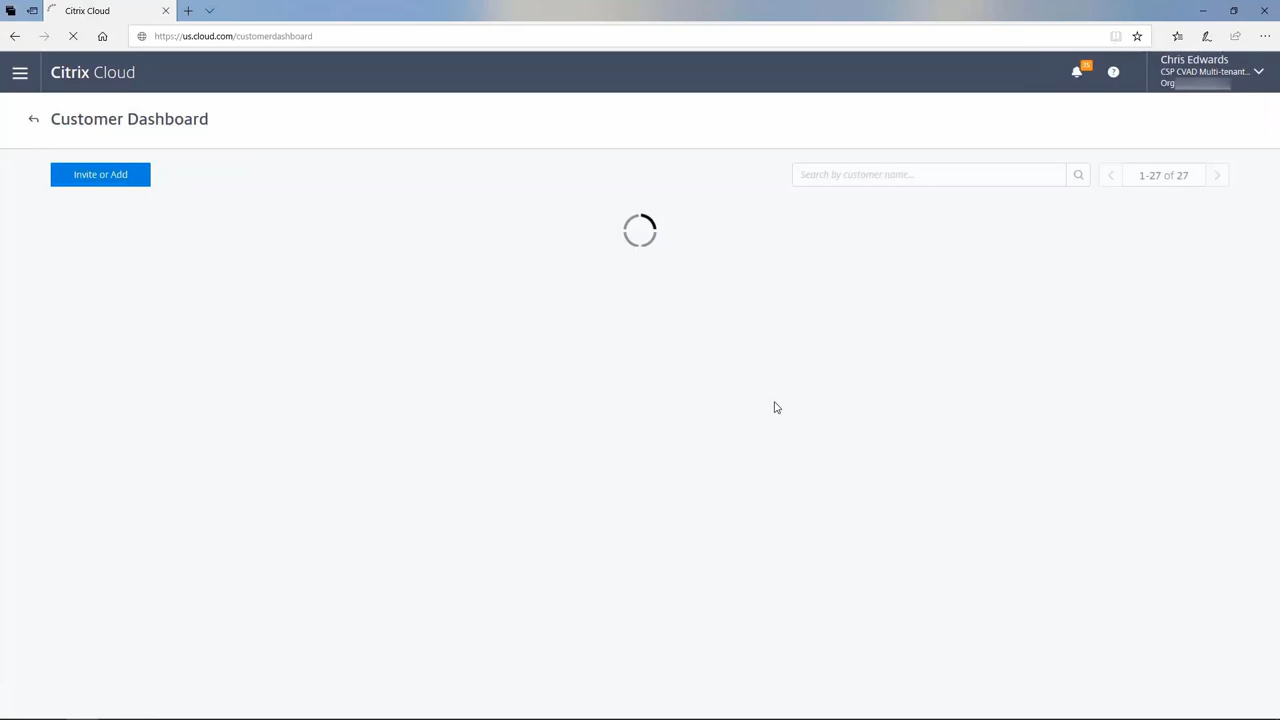 Citrix Cloud
https://us.cloud.com/customerdashboard
Citrix Cloud
35
?
Chris Edwards
CSP CVAD Multi-tenant...
Org
Customer Dashboard
Invite or Add
Search by customer name...
1-27 of 27